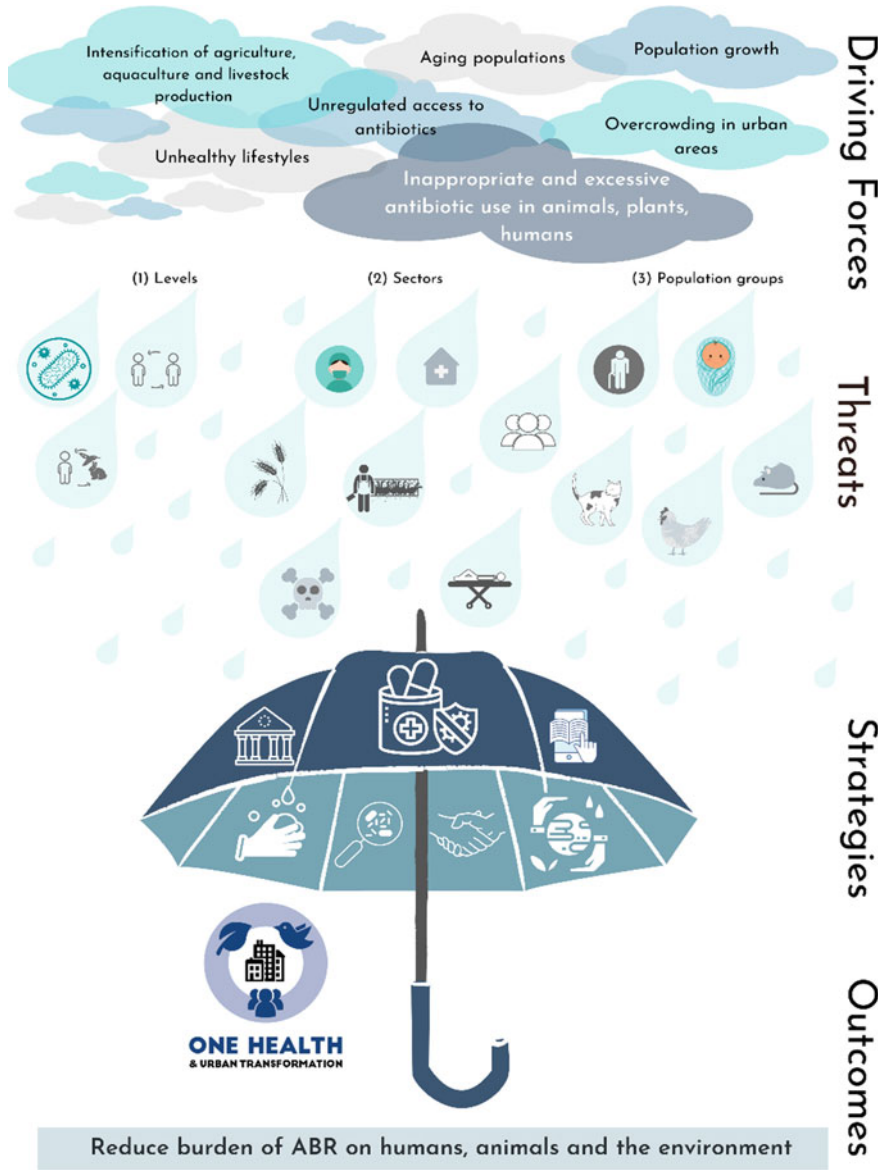 Intensification of agriculture,
aquaculture and livestock
production
Aging populations
Population growth
Unregulated access to
antibiotics
Overcrowding in urban
areas
Unhealthy lifestyles
Inappropriate and excessive
antibiotic use in animals, plants,
humans
Driving Forces
(1) Levels
(2) Sectors
(3) Population groups
Threats
Strategies
ONE HEALTH
& URBAN TRANSFORMATION
Outcomes
Reduce burden of ABR on humans, animals and the environment